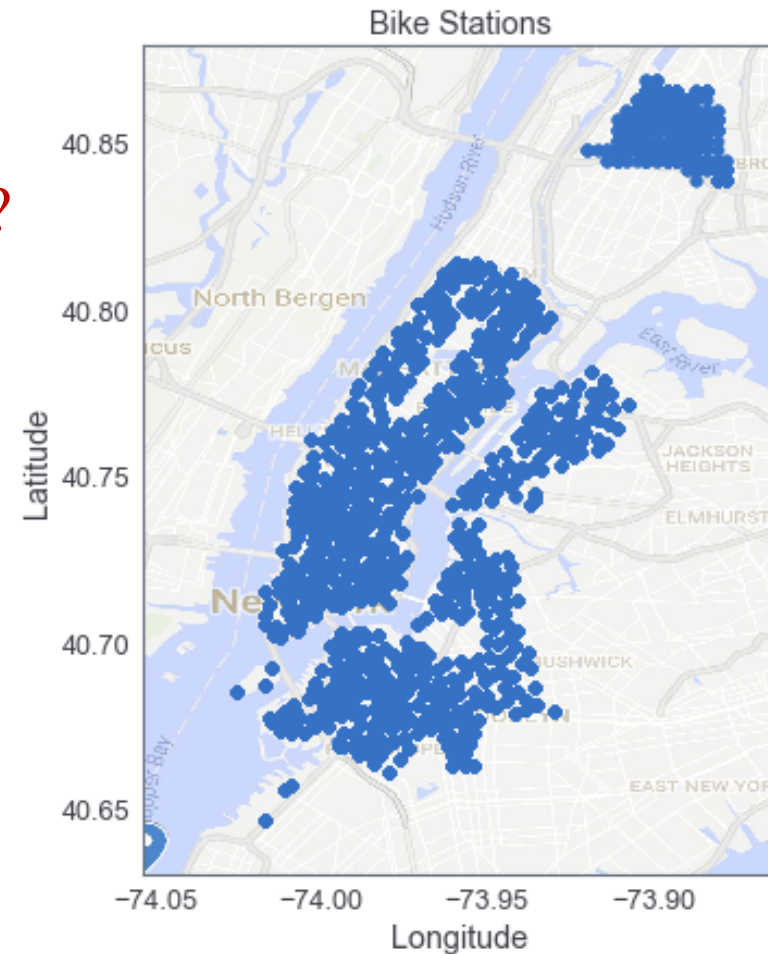 Bike Stations
?
40.85
40.80
40.75
40.70
40.65
Latitude
Hudson River
North Bergen
East River
JACKSON
HEIGHTS
ELMHURST
BUSHWICK
EAST NEW YOR
−74.05
−74.00
−73.95
−73.90
Longitude